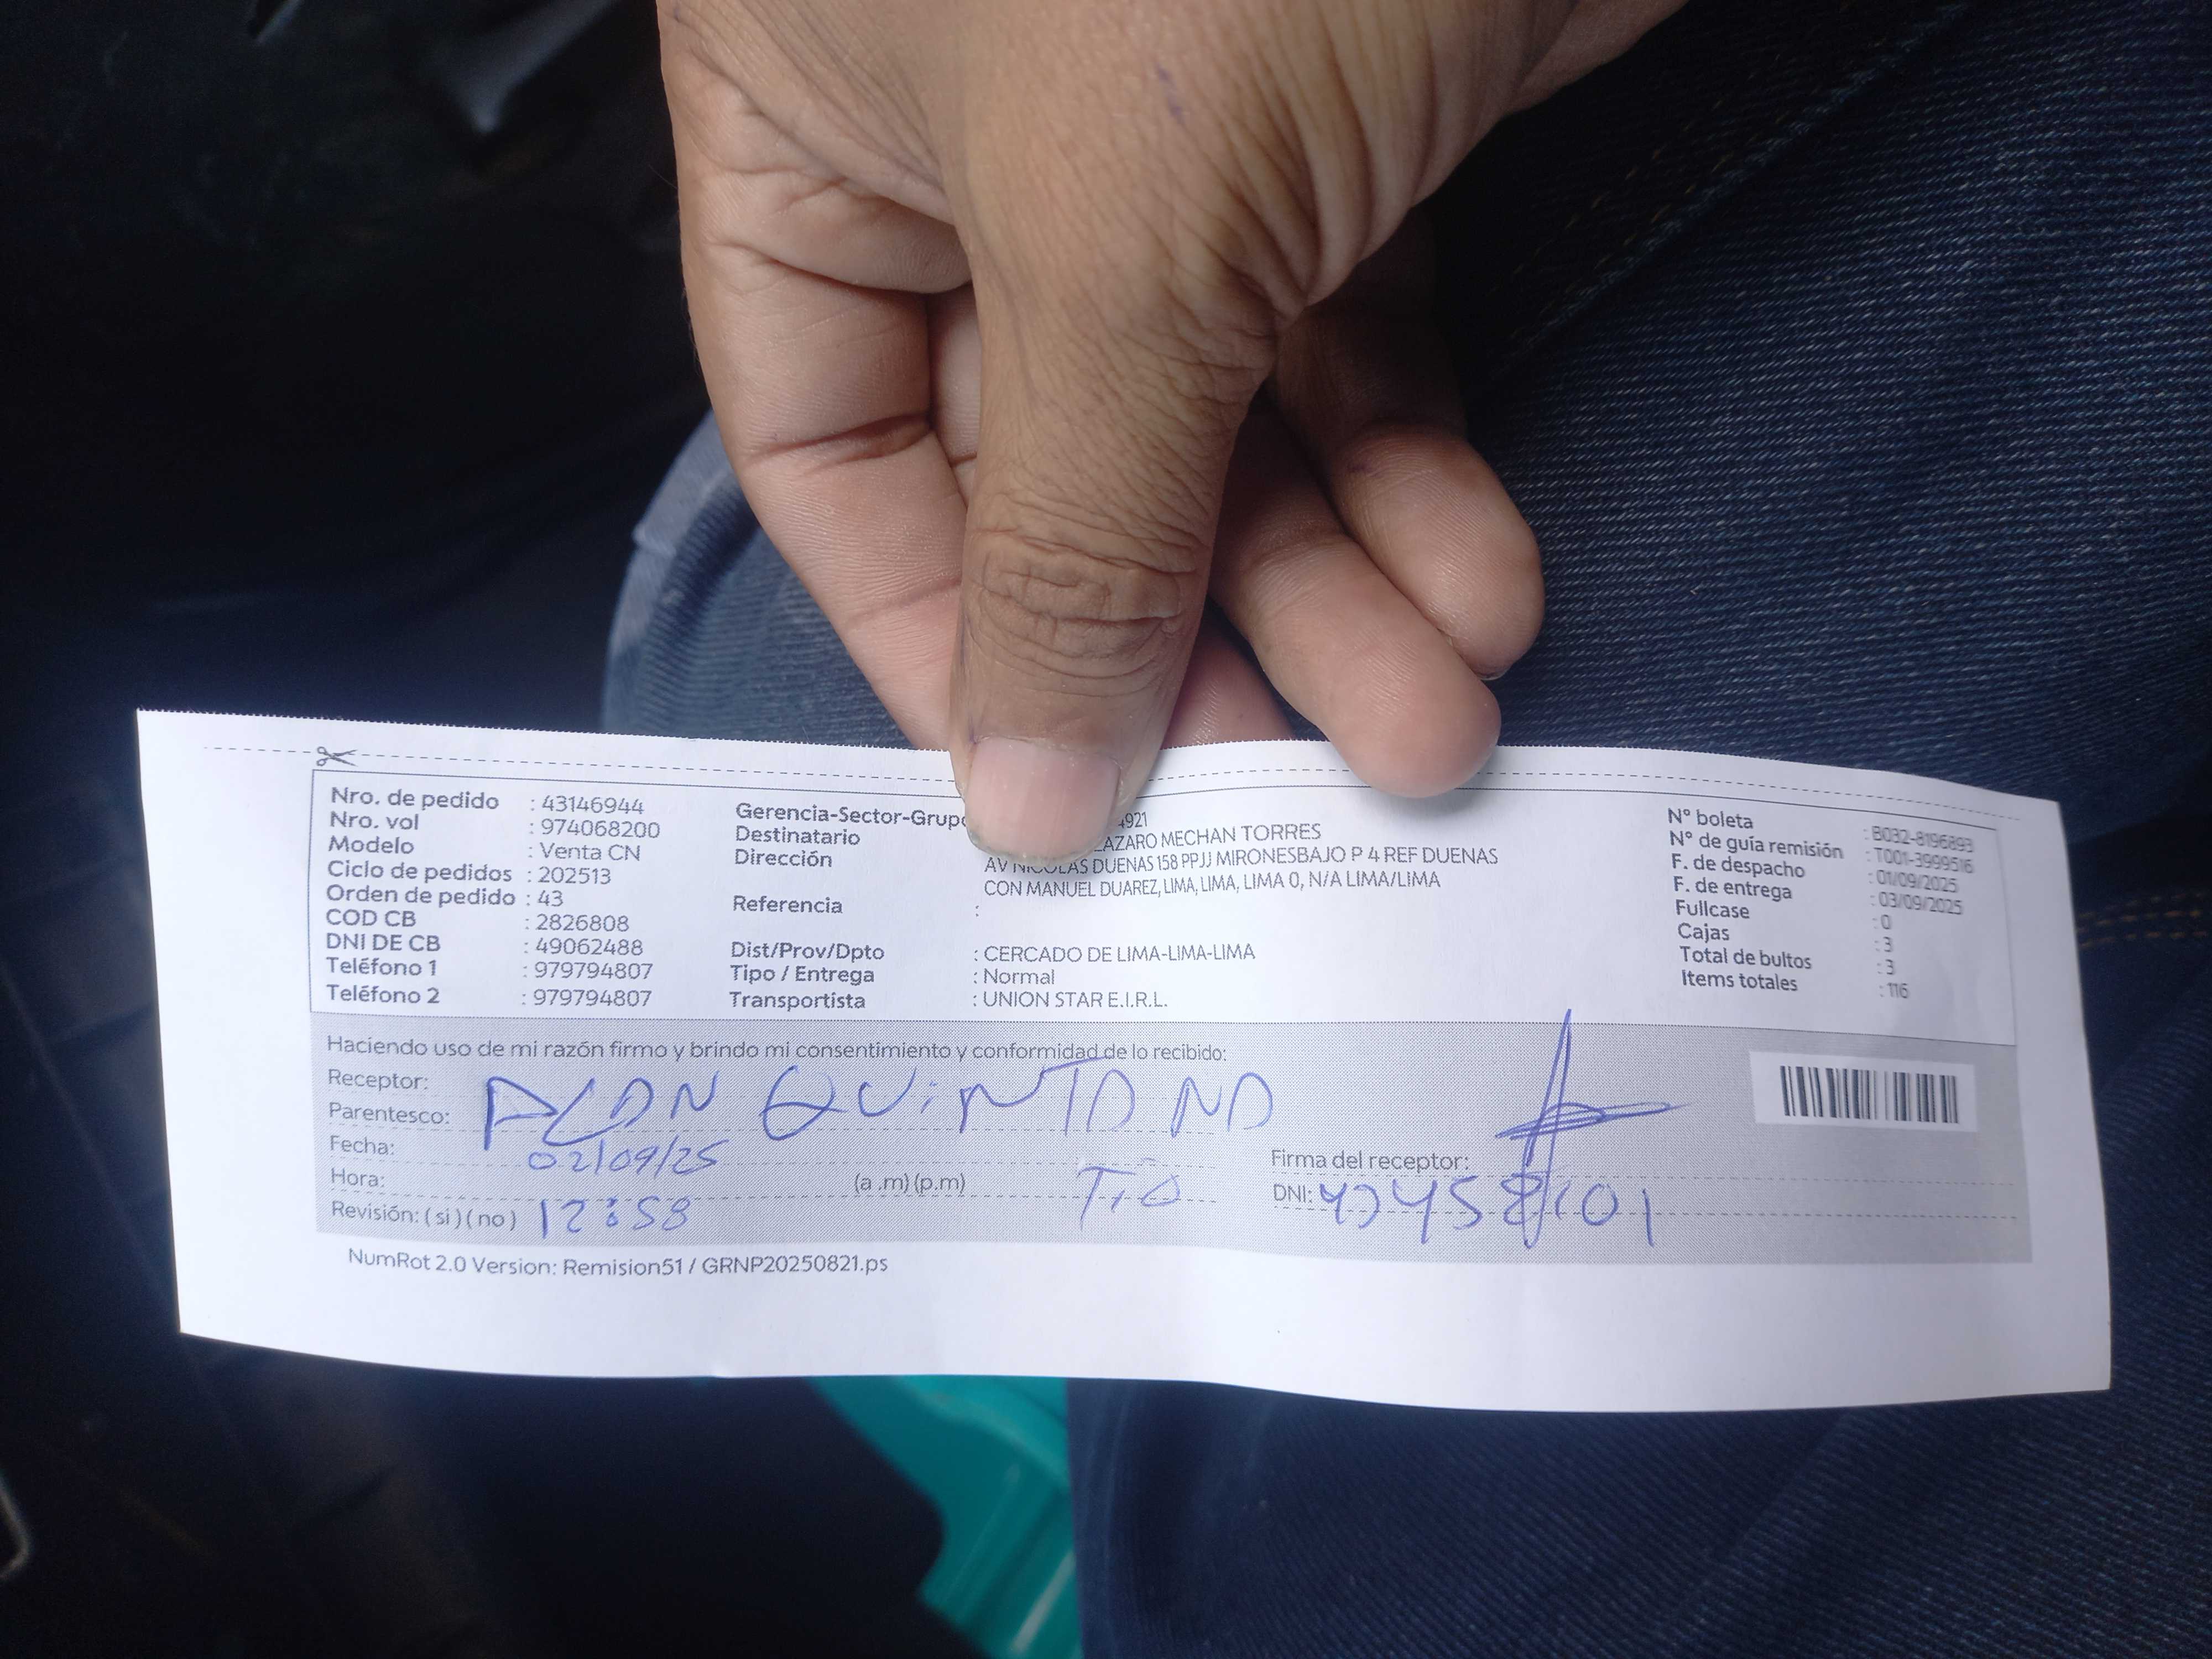 Nro. de pedido : 43146944
Nro. vol : 974068200
Modelo : Venta CN
Ciclo de pedidos : 202513
Orden de pedido : 43
COD CB : 2826808
DNI DE CB : 49062488
Teléfono 1 : 979794807
Teléfono 2 : 979794807
Gerencia-Sector-Grupo 4921
Destinatario LAZARO MECHAN TORRES
Dirección AV NICOLAS DUENAS 158 PPJJ MIRONESBAJO P 4 REF DUENAS
CON MANUEL DUAREZ, LIMA, LIMA, LIMA 0, N/A LIMA/LIMA
Referencia :
Dist/Prov/Dpto : CERCADO DE LIMA-LIMA-LIMA
Tipo / Entrega : Normal
Transportista : UNION STAR E.I.R.L.
N° boleta : B032-8196893
N° de guía remisión : T001-3999516
F. de despacho : 01/09/2025
F. de entrega : 03/09/2025
Fullcase : 0
Cajas : 3
Total de bultos : 3
Items totales : 116
Haciendo uso de mi razón firmo y brindo mi consentimiento y conformidad de lo recibido:
Receptor: ALAN QUINTANA
Parentesco: TIO
Fecha: 02/09/25
Hora: 12:58 (a .m) (p.m)
Revisión: ( si ) ( no )
Firma del receptor:
DNI:
NumRot 2.0 Version: Remision51 / GRNP20250821.ps